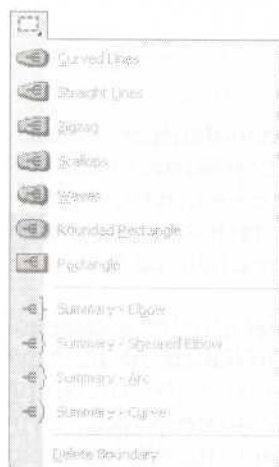 Curved Lines
Straight Lines
Zigzag
Scallops
Waves
Rounded Rectangle
Rectangle
Summary - Elbow
Summary - Sheared Elbow
Summary - Arc
Summary - Curve
Delete Boundary